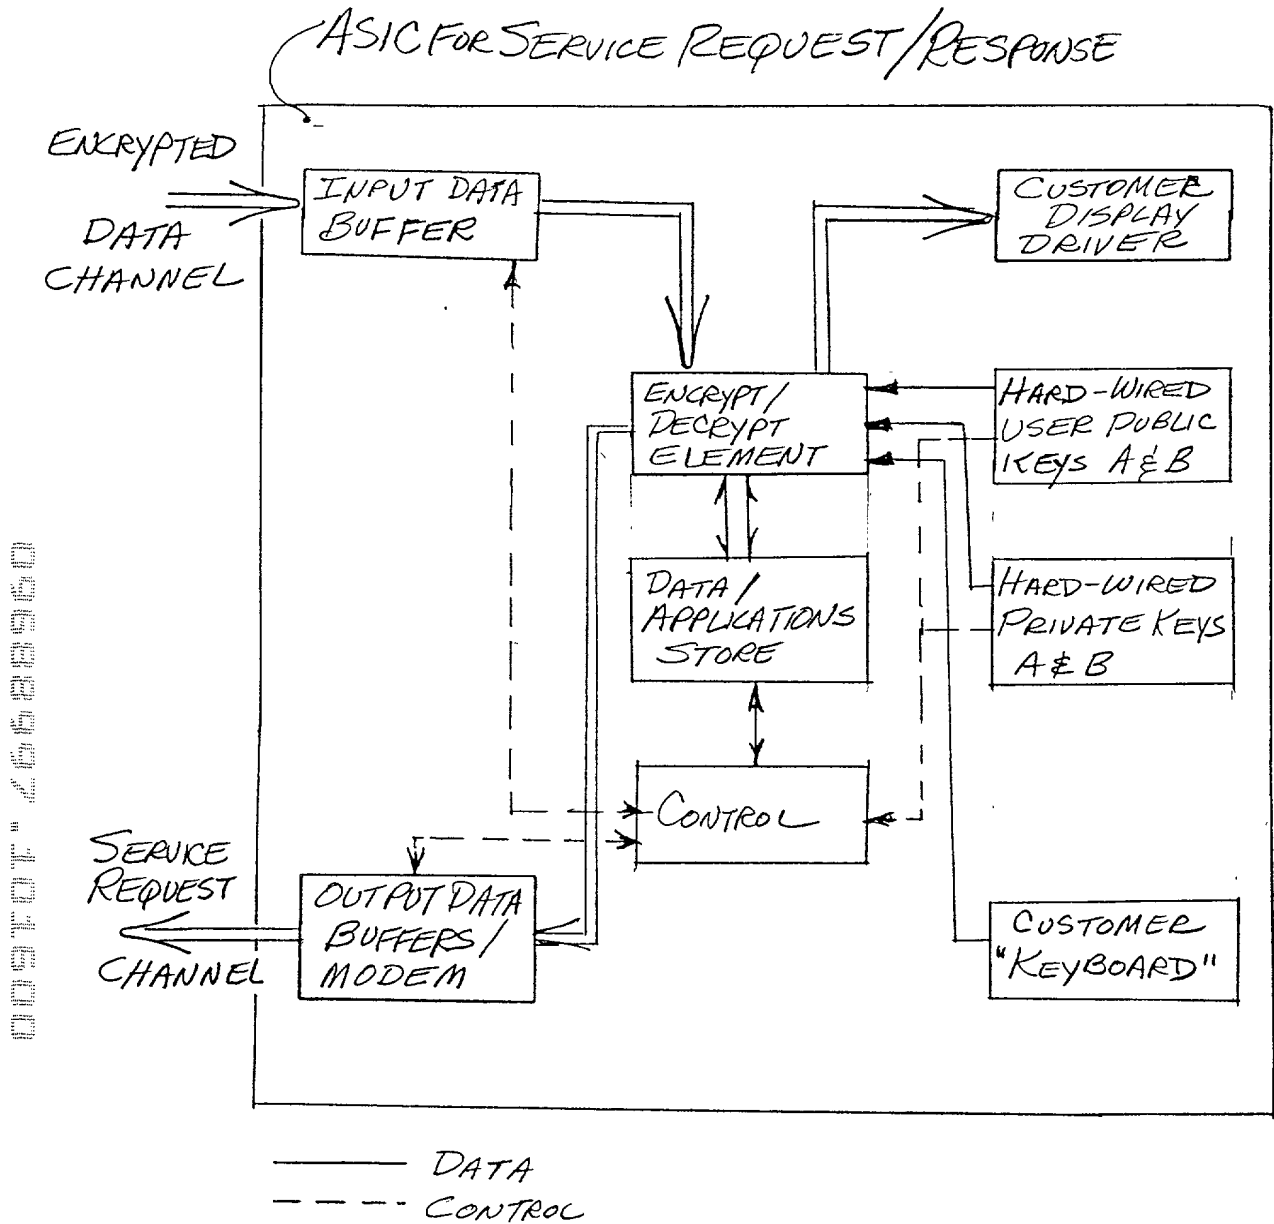 ASIC FOR SERVICE REQUEST/RESPONSE
ENCRYPTED
DATA
CHANNEL
INPUT DATA
BUFFER
CUSTOMER
DISPLAY
DRIVER
ENCRYPT/
DECRYPT
ELEMENT
HARD-WIRED
USER PUBLIC
KEYS A & B
DATA/
APPLICATIONS
STORE
HARD-WIRED
PRIVATE KEYS
A & B
CONTROL
SERVICE
REQUEST
CHANNEL
OUTPUT DATA
BUFFERS/
MODEM
CUSTOMER
"KEYBOARD"
DATA
CONTROL
09688997.101600